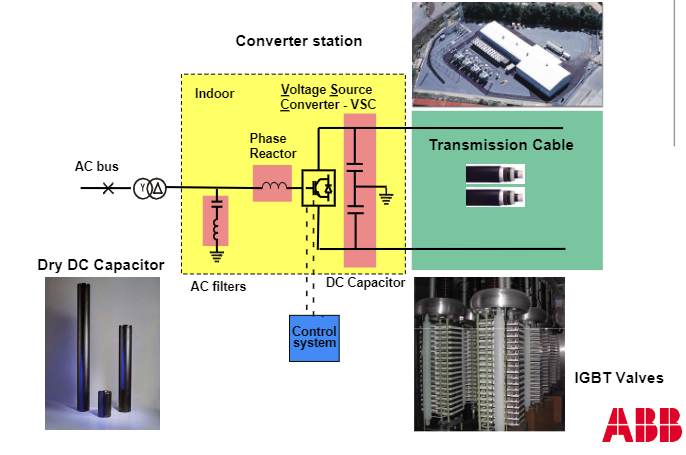 Converter station
Indoor
Voltage Source
Converter - VSC
Phase
Reactor
Transmission Cable
AC bus
Y Δ
Dry DC Capacitor
AC filters
DC Capacitor
Control
system
IGBT Valves
ABB